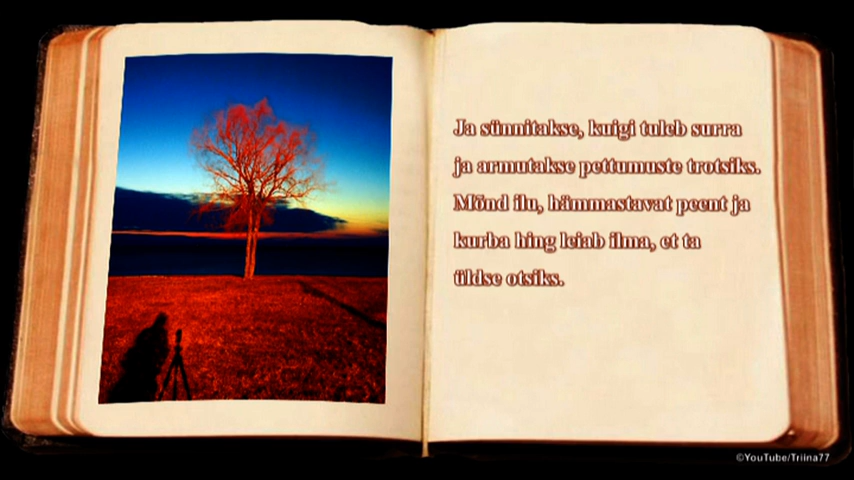 Ja sünnitakse, kuigi tuleb surra
ja armutakse pettumuste trotsiks.
Mõnd ilu, hämmastavat peent ja
kurba hing leiab ilma, et ta
üldse otsiks.
©YouTube/Triina77